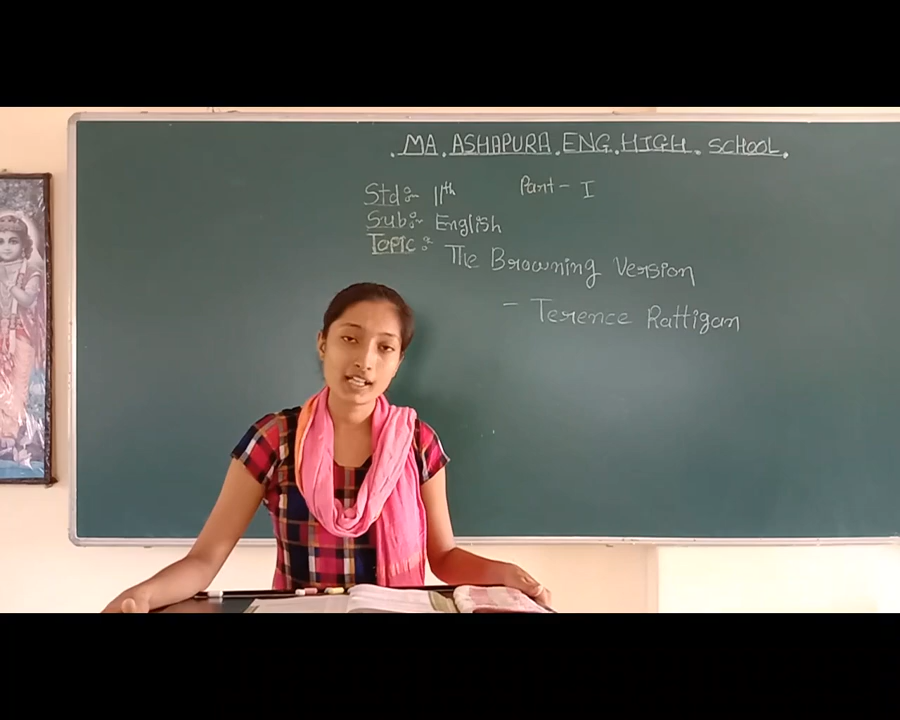 . MA. ASHAPURA. ENG. HIGH. SCHOOL.
Std:- 11th Part - I
Sub:- English
Topic: The Browning Version
- Terence Rattigan